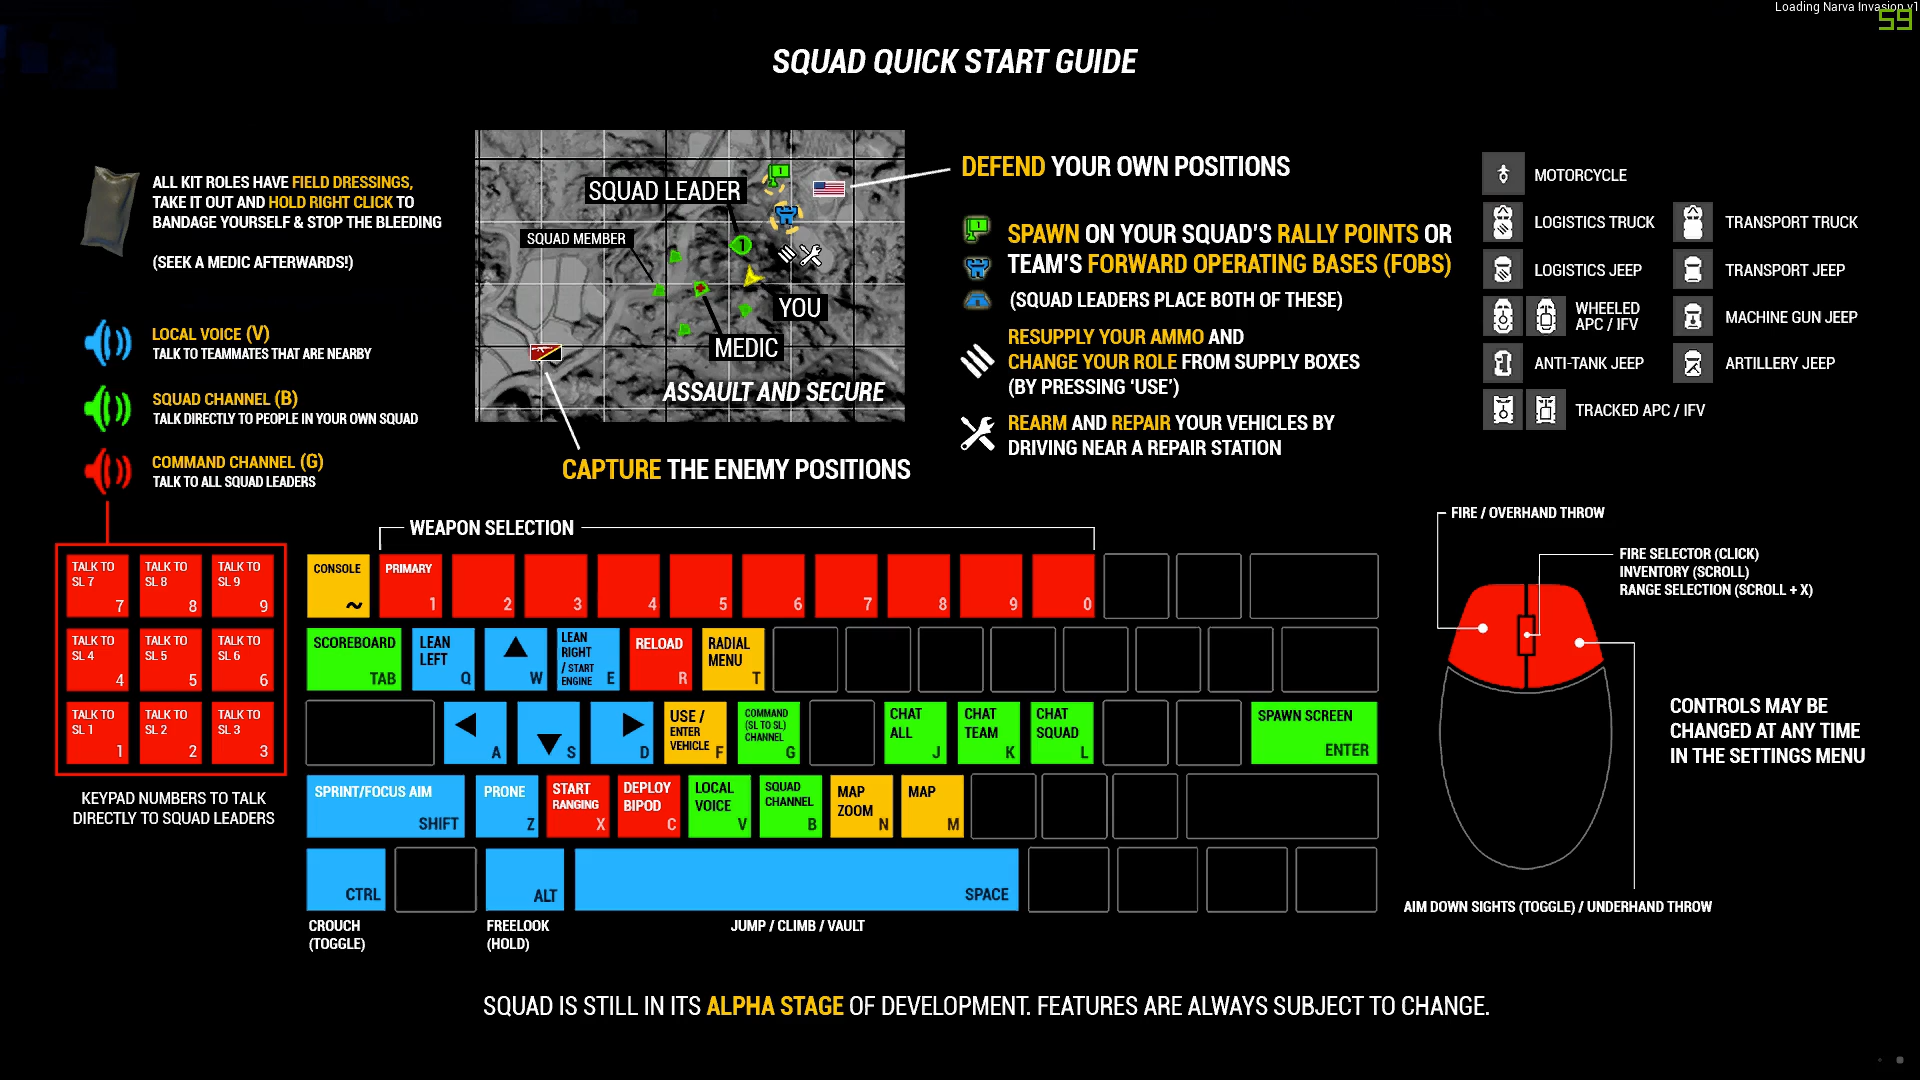 Loading Narva Invasion v1
59
SQUAD QUICK START GUIDE
ALL KIT ROLES HAVE FIELD DRESSINGS,
TAKE IT OUT AND HOLD RIGHT CLICK TO
BANDAGE YOURSELF & STOP THE BLEEDING
(SEEK A MEDIC AFTERWARDS!)
LOCAL VOICE (V)
TALK TO TEAMMATES THAT ARE NEARBY
SQUAD CHANNEL (B)
TALK DIRECTLY TO PEOPLE IN YOUR OWN SQUAD
COMMAND CHANNEL (G)
TALK TO ALL SQUAD LEADERS
1
SQUAD LEADER
SQUAD MEMBER
1
YOU
MEDIC
ASSAULT AND SECURE
CAPTURE THE ENEMY POSITIONS
DEFEND YOUR OWN POSITIONS
1
SPAWN ON YOUR SQUAD'S RALLY POINTS OR
TEAM'S FORWARD OPERATING BASES (FOBS)
(SQUAD LEADERS PLACE BOTH OF THESE)
RESUPPLY YOUR AMMO AND
CHANGE YOUR ROLE FROM SUPPLY BOXES
(BY PRESSING 'USE')
REARM AND REPAIR YOUR VEHICLES BY
DRIVING NEAR A REPAIR STATION
MOTORCYCLE
LOGISTICS TRUCK
TRANSPORT TRUCK
LOGISTICS JEEP
TRANSPORT JEEP
WHEELED
APC / IFV
MACHINE GUN JEEP
ANTI-TANK JEEP
ARTILLERY JEEP
TRACKED APC / IFV
TALK TO
SL 7
7
TALK TO
SL 8
8
TALK TO
SL 9
9
TALK TO
SL 4
4
TALK TO
SL 5
5
TALK TO
SL 6
6
TALK TO
SL 1
1
TALK TO
SL 2
2
TALK TO
SL 3
3
KEYPAD NUMBERS TO TALK
DIRECTLY TO SQUAD LEADERS
WEAPON SELECTION
CONSOLE
~
PRIMARY
1
2
3
4
5
6
7
8
9
0
SCOREBOARD
TAB
LEAN
LEFT
Q
W
LEAN
RIGHT
/ START
ENGINE
E
RELOAD
R
RADIAL
MENU
T
A
S
D
USE /
ENTER
VEHICLE
F
COMMAND
(SL TO SL)
CHANNEL
G
CHAT
ALL
J
CHAT
TEAM
K
CHAT
SQUAD
L
SPAWN SCREEN
ENTER
SPRINT/FOCUS AIM
SHIFT
PRONE
Z
START
RANGING
X
DEPLOY
BIPOD
C
LOCAL
VOICE
V
SQUAD
CHANNEL
B
MAP
ZOOM
N
MAP
M
CTRL
ALT
SPACE
CROUCH
(TOGGLE)
FREELOOK
(HOLD)
JUMP / CLIMB / VAULT
FIRE / OVERHAND THROW
FIRE SELECTOR (CLICK)
INVENTORY (SCROLL)
RANGE SELECTION (SCROLL + X)
CONTROLS MAY BE
CHANGED AT ANY TIME
IN THE SETTINGS MENU
AIM DOWN SIGHTS (TOGGLE) / UNDERHAND THROW
SQUAD IS STILL IN ITS ALPHA STAGE OF DEVELOPMENT. FEATURES ARE ALWAYS SUBJECT TO CHANGE.